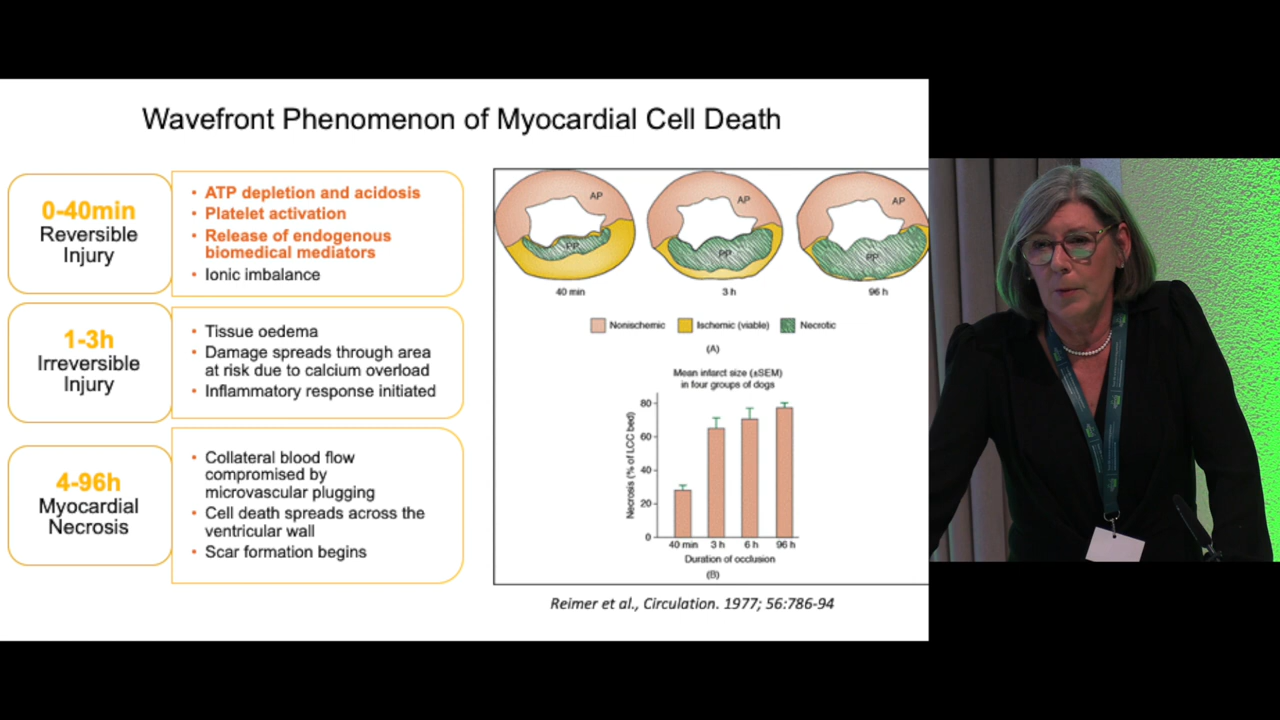 Wavefront Phenomenon of Myocardial Cell Death
0-40min
Reversible
Injury
• ATP depletion and acidosis
• Platelet activation
• Release of endogenous
biomedical mediators
• Ionic imbalance
1-3h
Irreversible
Injury
• Tissue oedema
• Damage spreads through area
at risk due to calcium overload
• Inflammatory response initiated
4-96h
Myocardial
Necrosis
• Collateral blood flow
compromised by
microvascular plugging
• Cell death spreads across the
ventricular wall
• Scar formation begins
AP AP AP
PP PP PP
40 min 3 h 96 h
Nonischemic Ischemic (viable) Necrotic
(A)
Mean infarct size (±SEM)
in four groups of dogs
Necrosis (% of LCC bed)
80
60
40
20
0
40 min 3 h 6 h 96 h
Duration of occlusion
(B)
Reimer et al., Circulation. 1977; 56:786-94